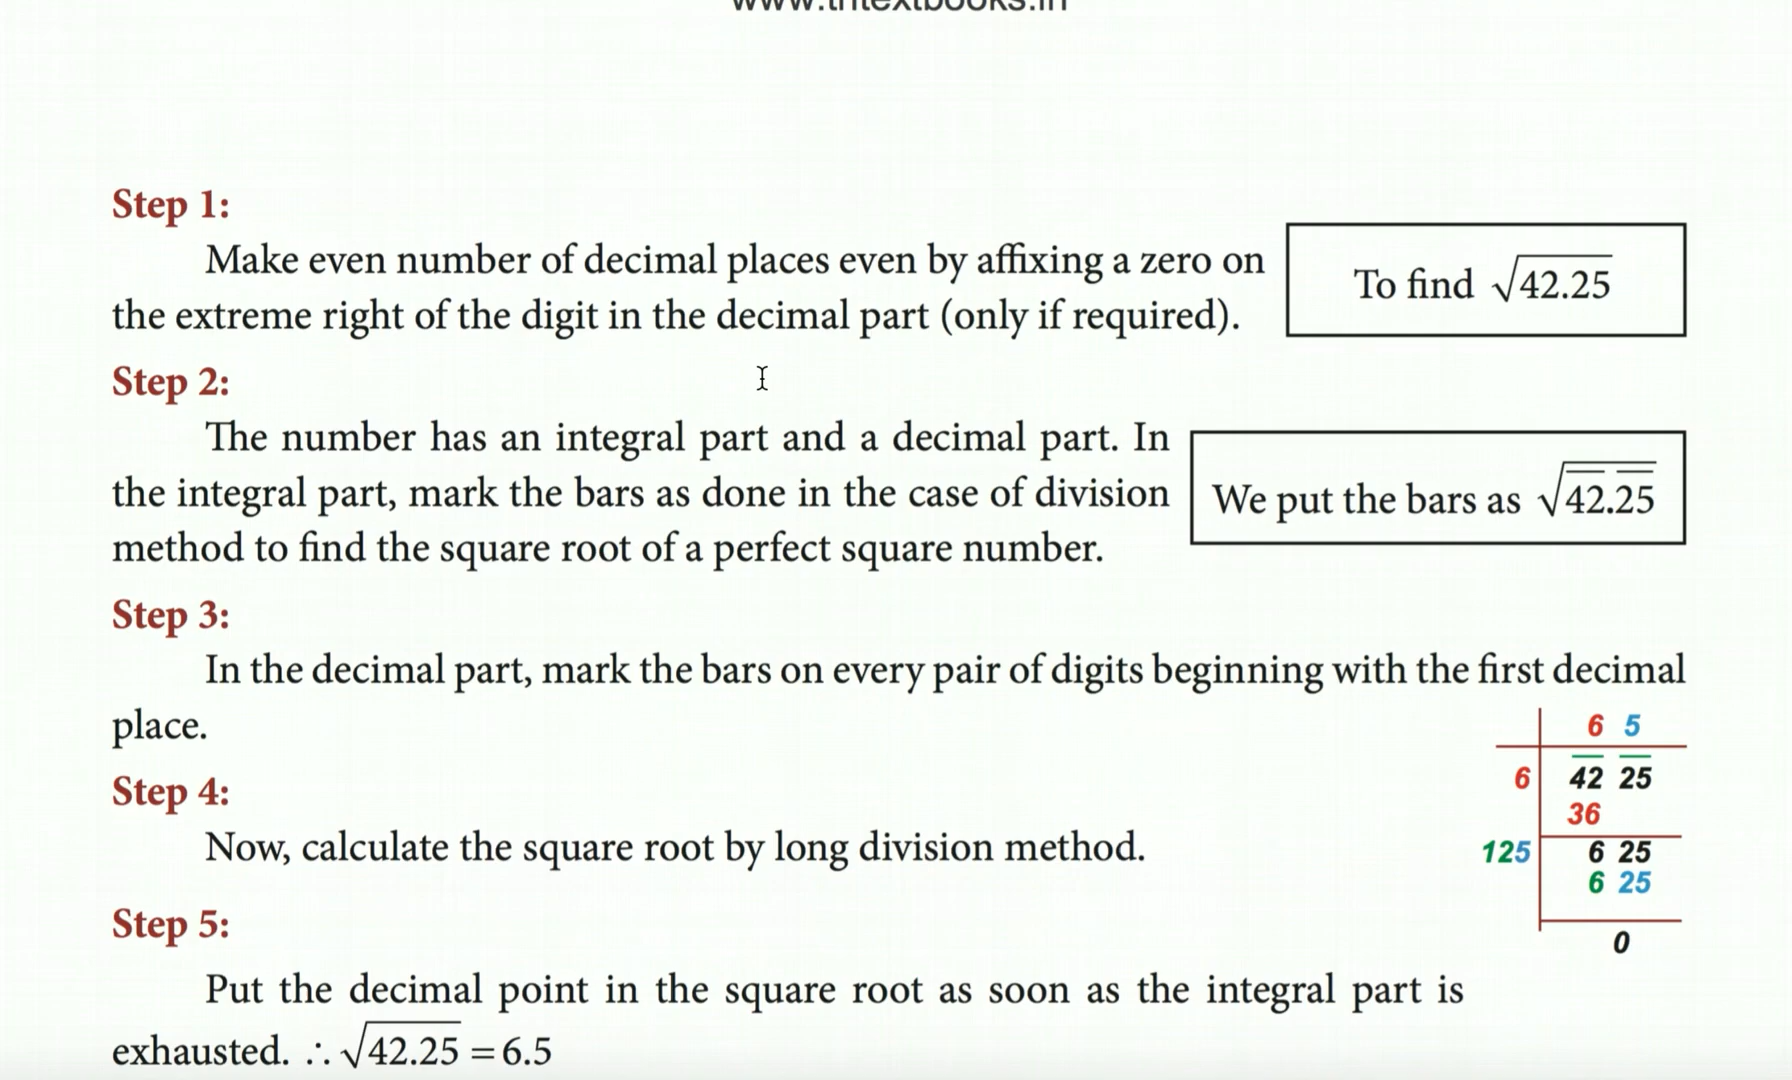 Step 1:
Make even number of decimal places even by affixing a zero on
the extreme right of the digit in the decimal part (only if required).
To find √42.25
Step 2:
The number has an integral part and a decimal part. In
the integral part, mark the bars as done in the case of division
method to find the square root of a perfect square number.
We put the bars as √4̅2̅.2̅5̅
Step 3:
In the decimal part, mark the bars on every pair of digits beginning with the first decimal
place.
Step 4:
Now, calculate the square root by long division method.
6 5
6 42 25
36
125 6 25
6 25
0
Step 5:
Put the decimal point in the square root as soon as the integral part is
exhausted. ∴ √42.25 = 6.5